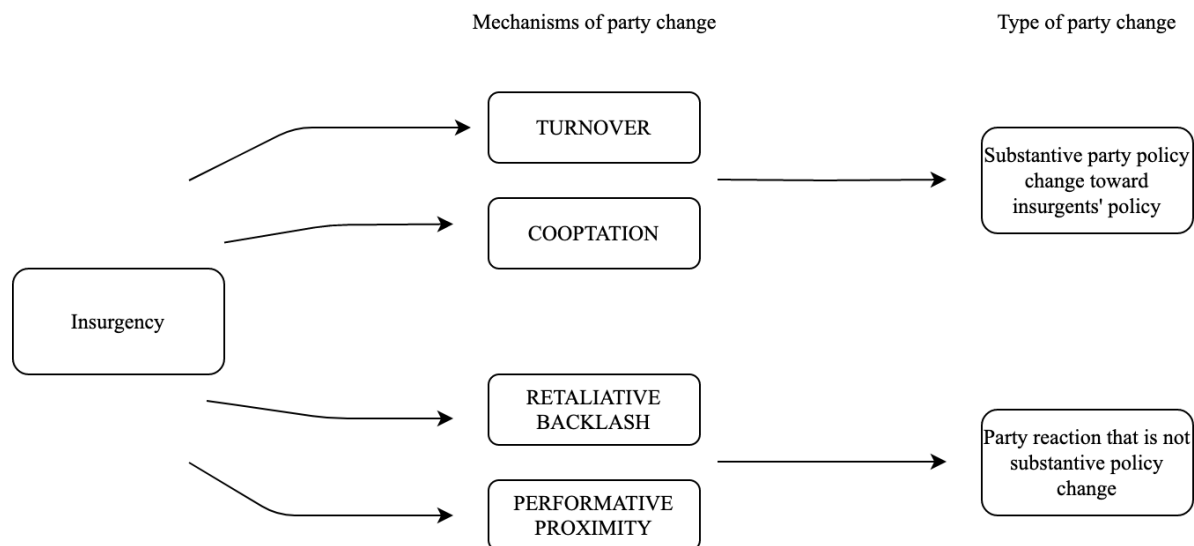 Mechanisms of party change
Type of party change
TURNOVER
COOPTATION
Substantive party policy
change toward
insurgents' policy
Insurgency
RETALIATIVE
BACKLASH
PERFORMATIVE
PROXIMITY
Party reaction that is not
substantive policy
change